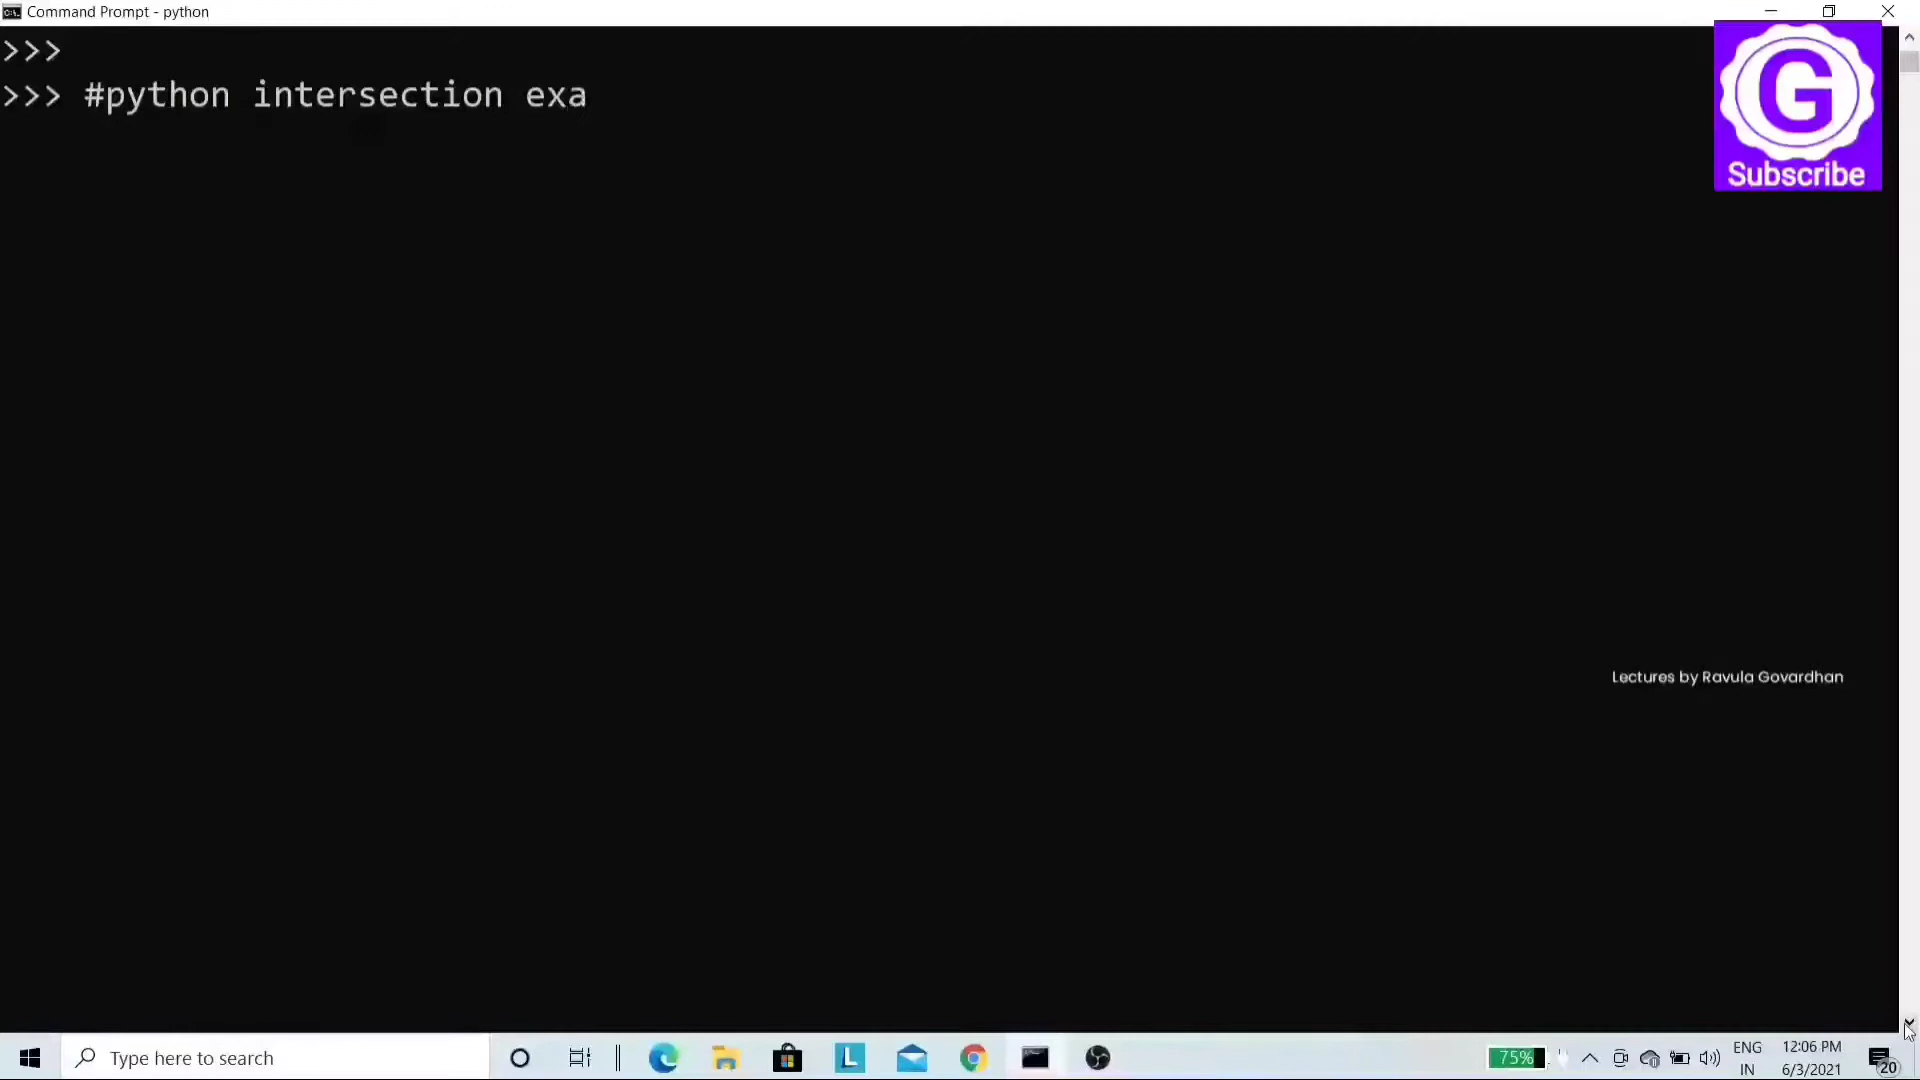 Command Prompt - python
>>>
>>> #python intersection exa
G
Subscribe
Lectures by Ravula Govardhan
Type here to search
L
75%
ENG
IN
12:06 PM
6/3/2021
20